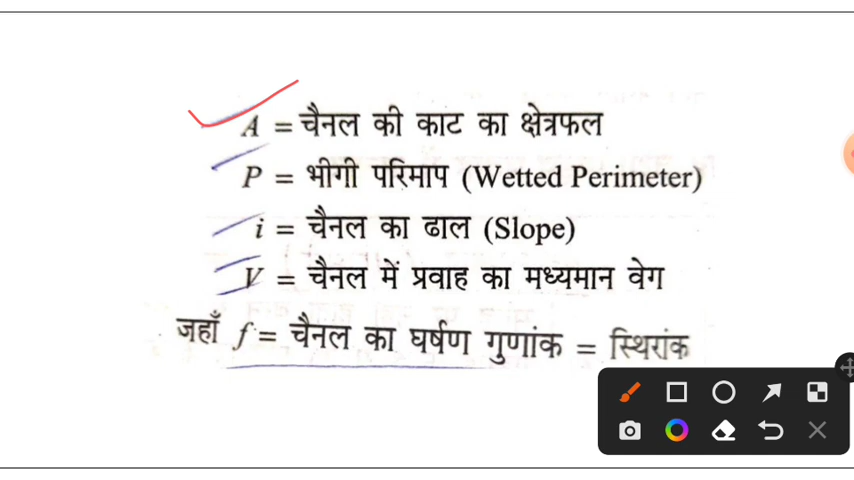 A = चैनल की काट का क्षेत्रफल
P = भीगी परिमाप (Wetted Perimeter)
i = चैनल का ढाल (Slope)
V = चैनल में प्रवाह का मध्यमान वेग
जहाँ f = चैनल का घर्षण गुणांक = स्थिरांक